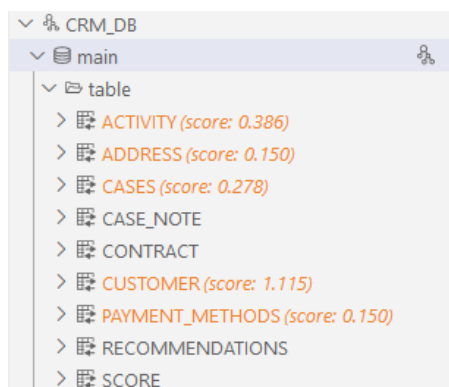 CRM_DB
main
table
ACTIVITY (score: 0.386)
ADDRESS (score: 0.150)
CASES (score: 0.278)
CASE_NOTE
CONTRACT
CUSTOMER (score: 1.115)
PAYMENT_METHODS (score: 0.150)
RECOMMENDATIONS
SCORE